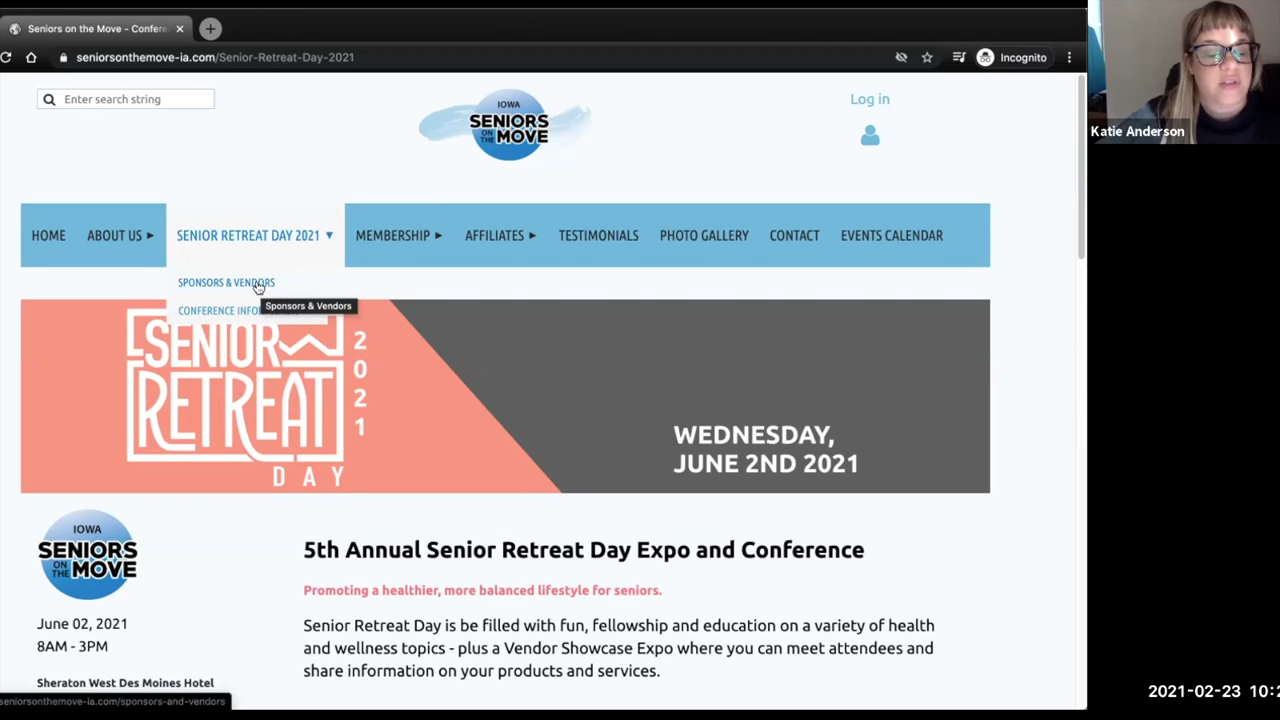 Seniors on the Move - Confere
seniorsonthemove-ia.com/Senior-Retreat-Day-2021
Incognito
Enter search string
IOWA
SENIORS
ON THE MOVE
Log in
Katie Anderson
HOME ABOUT US SENIOR RETREAT DAY 2021 MEMBERSHIP AFFILIATES TESTIMONIALS PHOTO GALLERY CONTACT EVENTS CALENDAR
SPONSORS & VENDORS
Sponsors & Vendors
CONFERENCE INFO
SENIOR
RETREAT
DAY
2021
WEDNESDAY,
JUNE 2ND 2021
IOWA
SENIORS
ON THE MOVE
5th Annual Senior Retreat Day Expo and Conference
Promoting a healthier, more balanced lifestyle for seniors.
June 02, 2021
8AM - 3PM
Senior Retreat Day is be filled with fun, fellowship and education on a variety of health
and wellness topics - plus a Vendor Showcase Expo where you can meet attendees and
share information on your products and services.
Sheraton West Des Moines Hotel
seniorsonthemove-ia.com/sponsors-and-vendors
2021-02-23 10:2